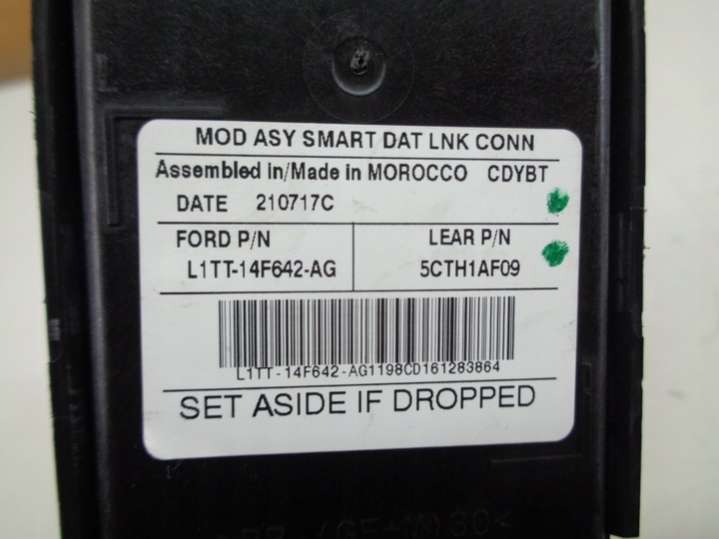 MOD ASY SMART DAT LNK CONN
Assembled in/Made in MOROCCO CDYBT
DATE 210717C
FORD P/N LEAR P/N
L1TT-14F642-AG 5CTH1AF09
L1TT-14F642-AG1198CD161283864
SET ASIDE IF DROPPED